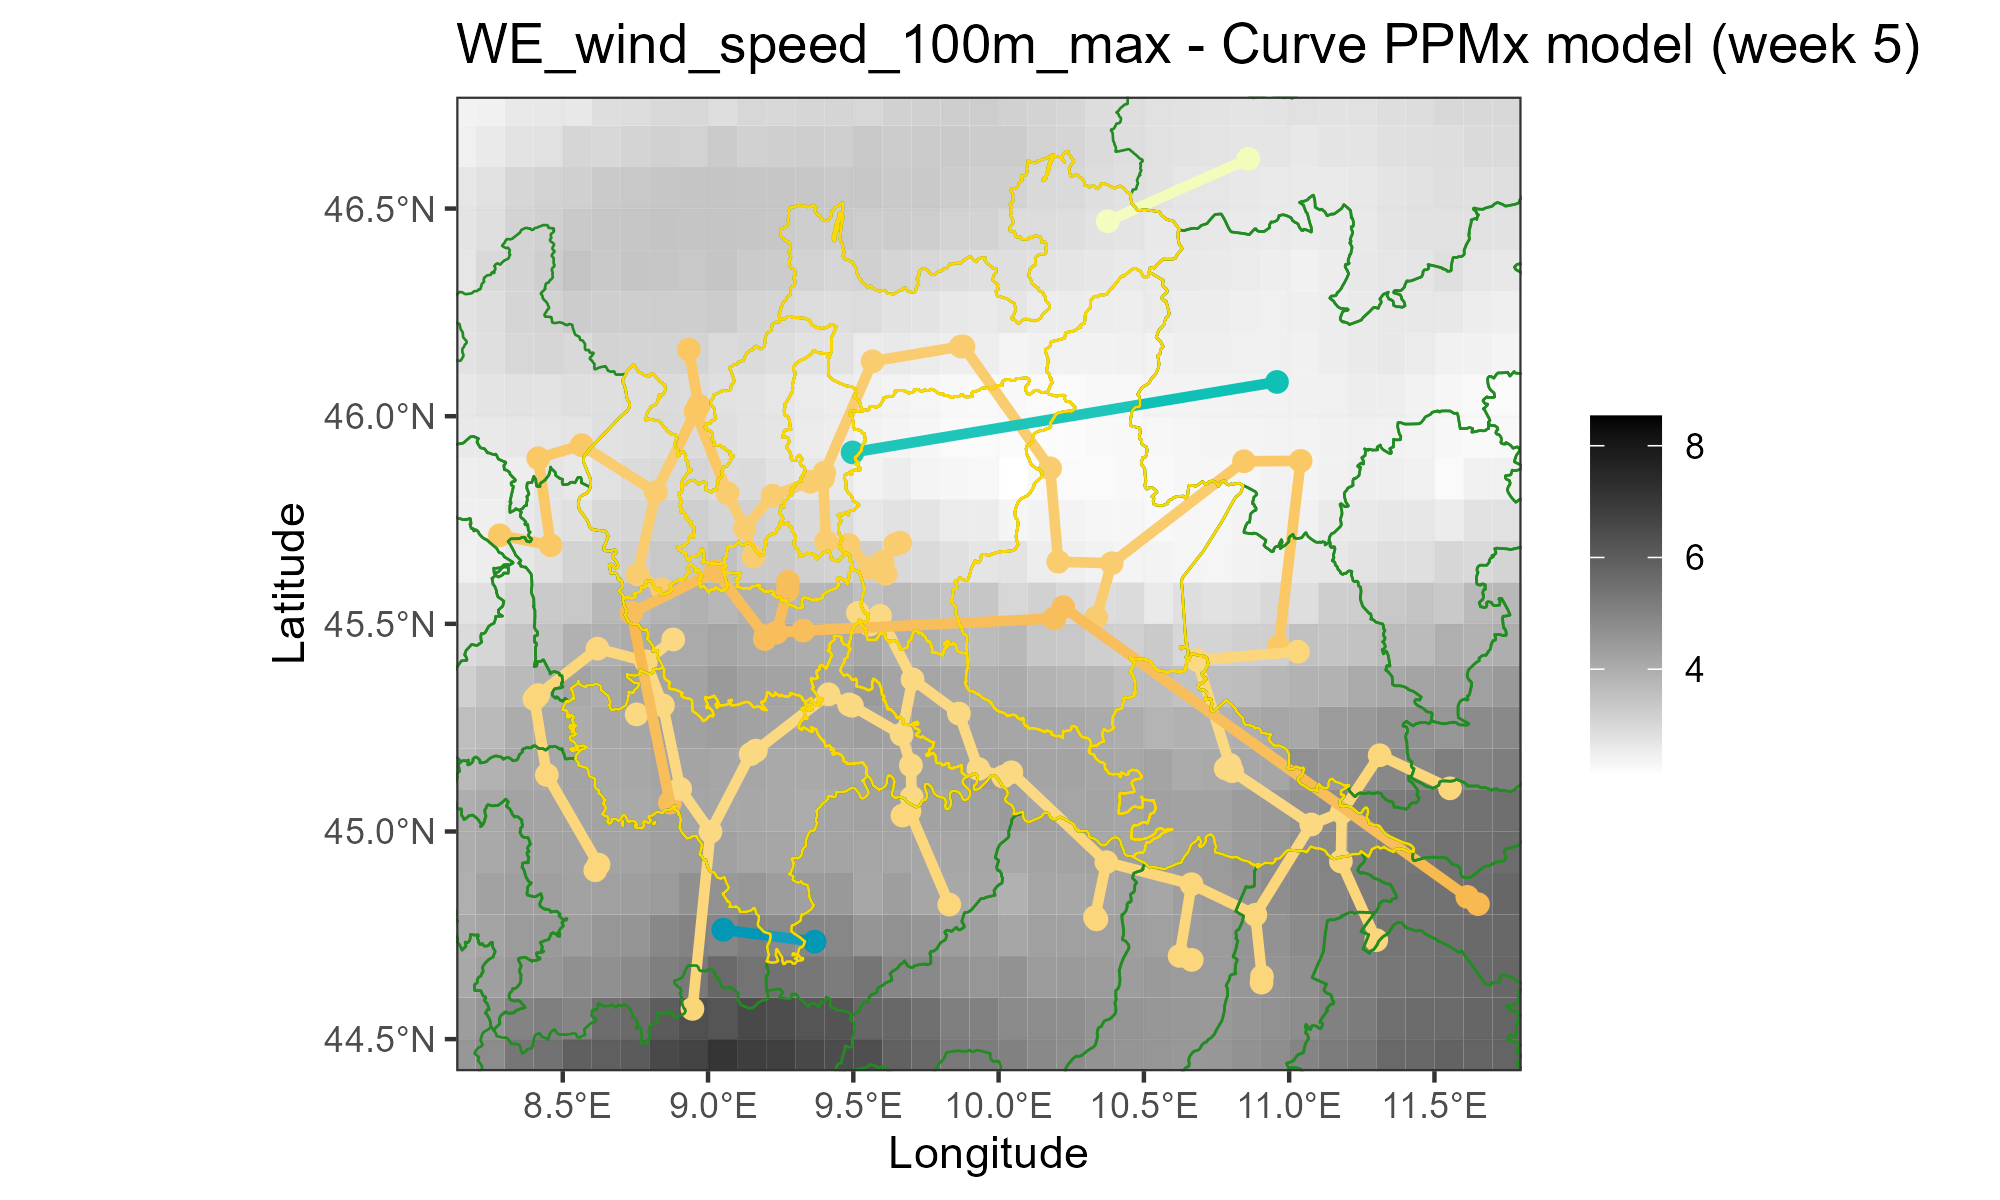 WE_wind_speed_100m_max - Curve PPMx model (week 5)
46.5°N
46.0°N
45.5°N
45.0°N
44.5°N
Latitude
8.5°E
9.0°E
9.5°E
10.0°E
10.5°E
11.0°E
11.5°E
Longitude
8
6
4